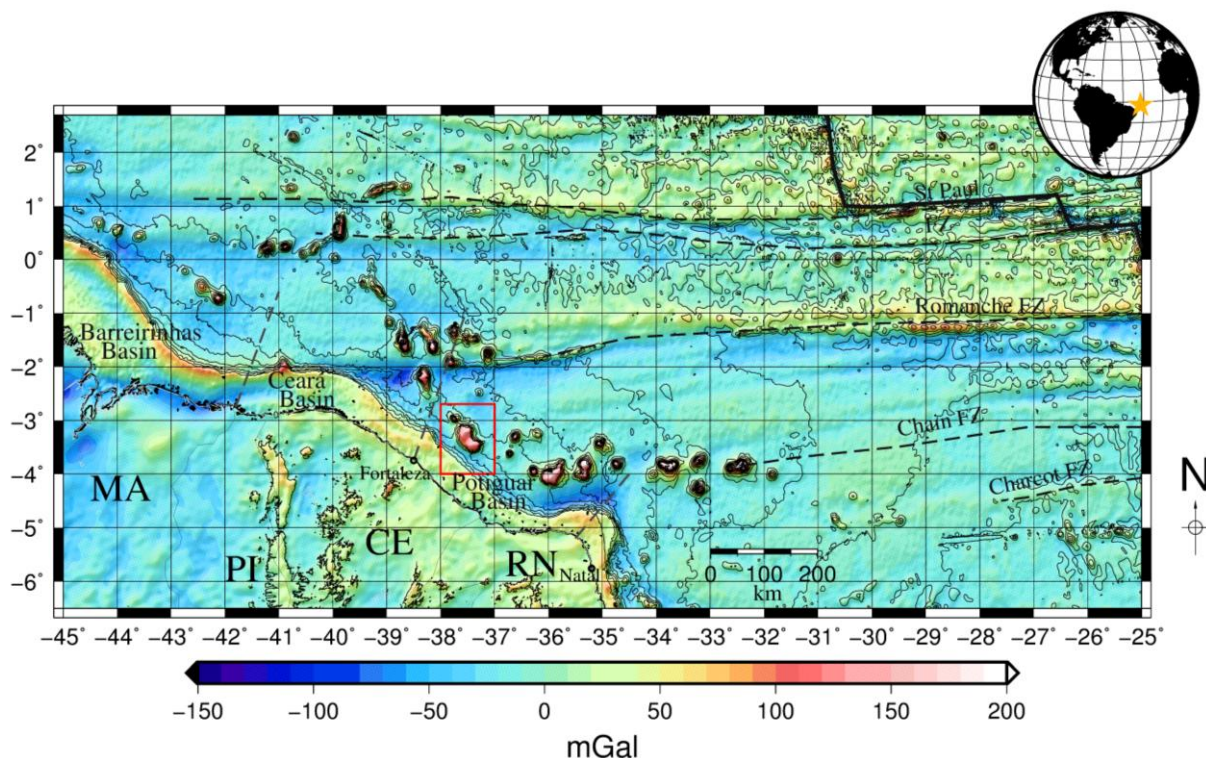 2°
1°
0°
−1°
−2°
−3°
−4°
−5°
−6°
St Paul
FZ
Romanche FZ
Barreirinhas
Basin
Ceará
Basin
Chain FZ
Charcot FZ
Fortaleza
Potiguar
Basin
MA
PI
CE
RN
Natal
0 100 200
km
N
−45° −44° −43° −42° −41° −40° −39° −38° −37° −36° −35° −34° −33° −32° −31° −30° −29° −28° −27° −26° −25°
−150 −100 −50 0 50 100 150 200
mGal